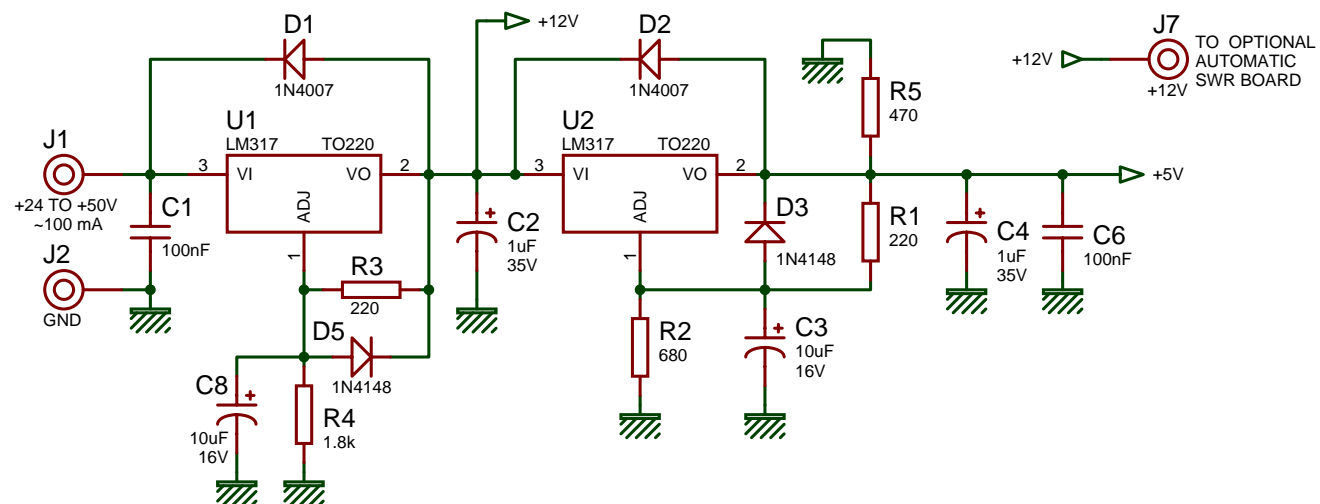 D1
1N4007
+12V
D2
1N4007
J7
TO OPTIONAL
AUTOMATIC
SWR BOARD
+12V
+12V
R5
470
J1
+24 TO +50V
~100 mA
U1
LM317 TO220
3 VI VO 2
ADJ
1
U2
LM317 TO220
3 VI VO 2
ADJ
1
+5V
C1
100nF
C2
1uF
35V
D3
1N4148
R1
220
C4
1uF
35V
C6
100nF
J2
GND
R3
220
D5
1N4148
R2
680
C3
10uF
16V
C8
10uF
16V
R4
1.8k